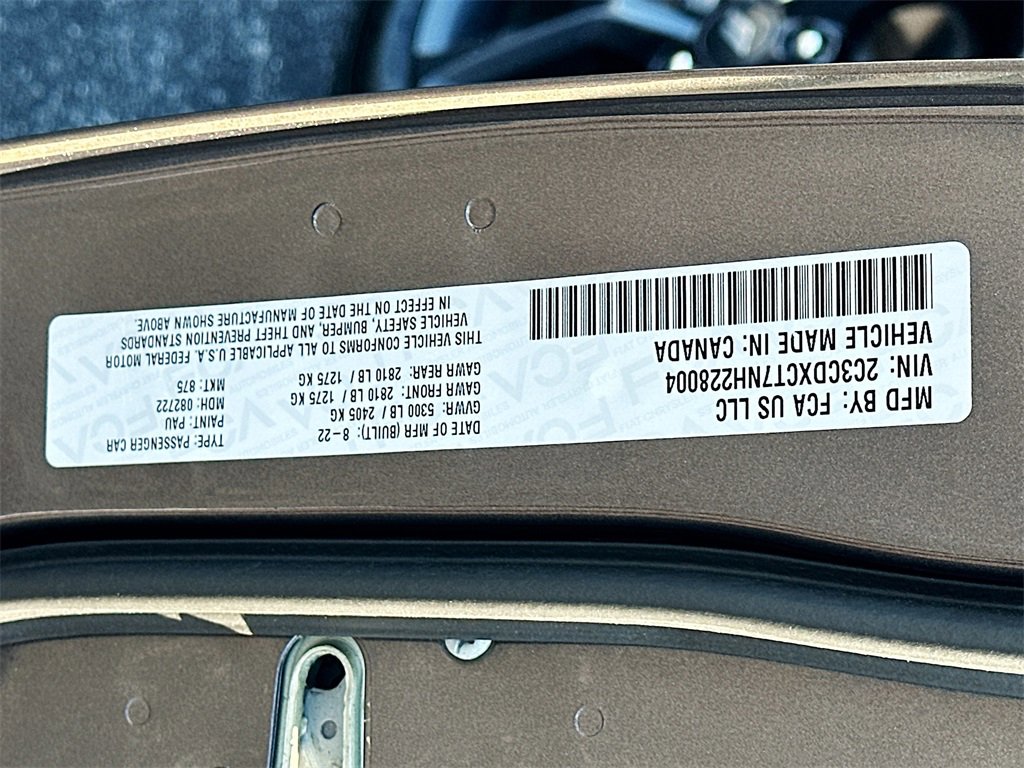 MFD BY: FCA US LLC
VIN: 2C3CDXCT7NH228004
VEHICLE MADE IN: CANADA
DATE OF MFR (BUILT): 8-22
GVWR: 5300 LB / 2405 KG
GAWR FRONT: 2810 LB / 1275 KG
GAWR REAR: 2810 LB / 1275 KG
TYPE: PASSENGER CAR
PAINT: PAU
MDH: 082722
MKT: 875
THIS VEHICLE CONFORMS TO ALL APPLICABLE U.S.A. FEDERAL MOTOR
VEHICLE SAFETY, BUMPER, AND THEFT PREVENTION STANDARDS
IN EFFECT ON THE DATE OF MANUFACTURE SHOWN ABOVE.